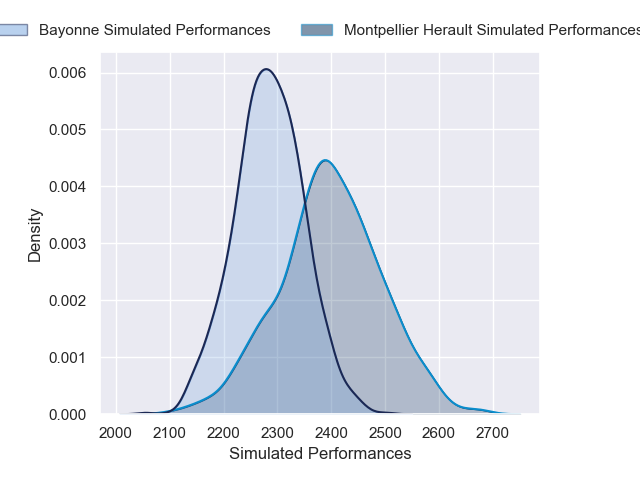 Bayonne Simulated Performances
Montpellier Herault Simulated Performances
0.006
0.005
0.004
0.003
0.002
0.001
0.000
Density
2000 2100 2200 2300 2400 2500 2600 2700
Simulated Performances